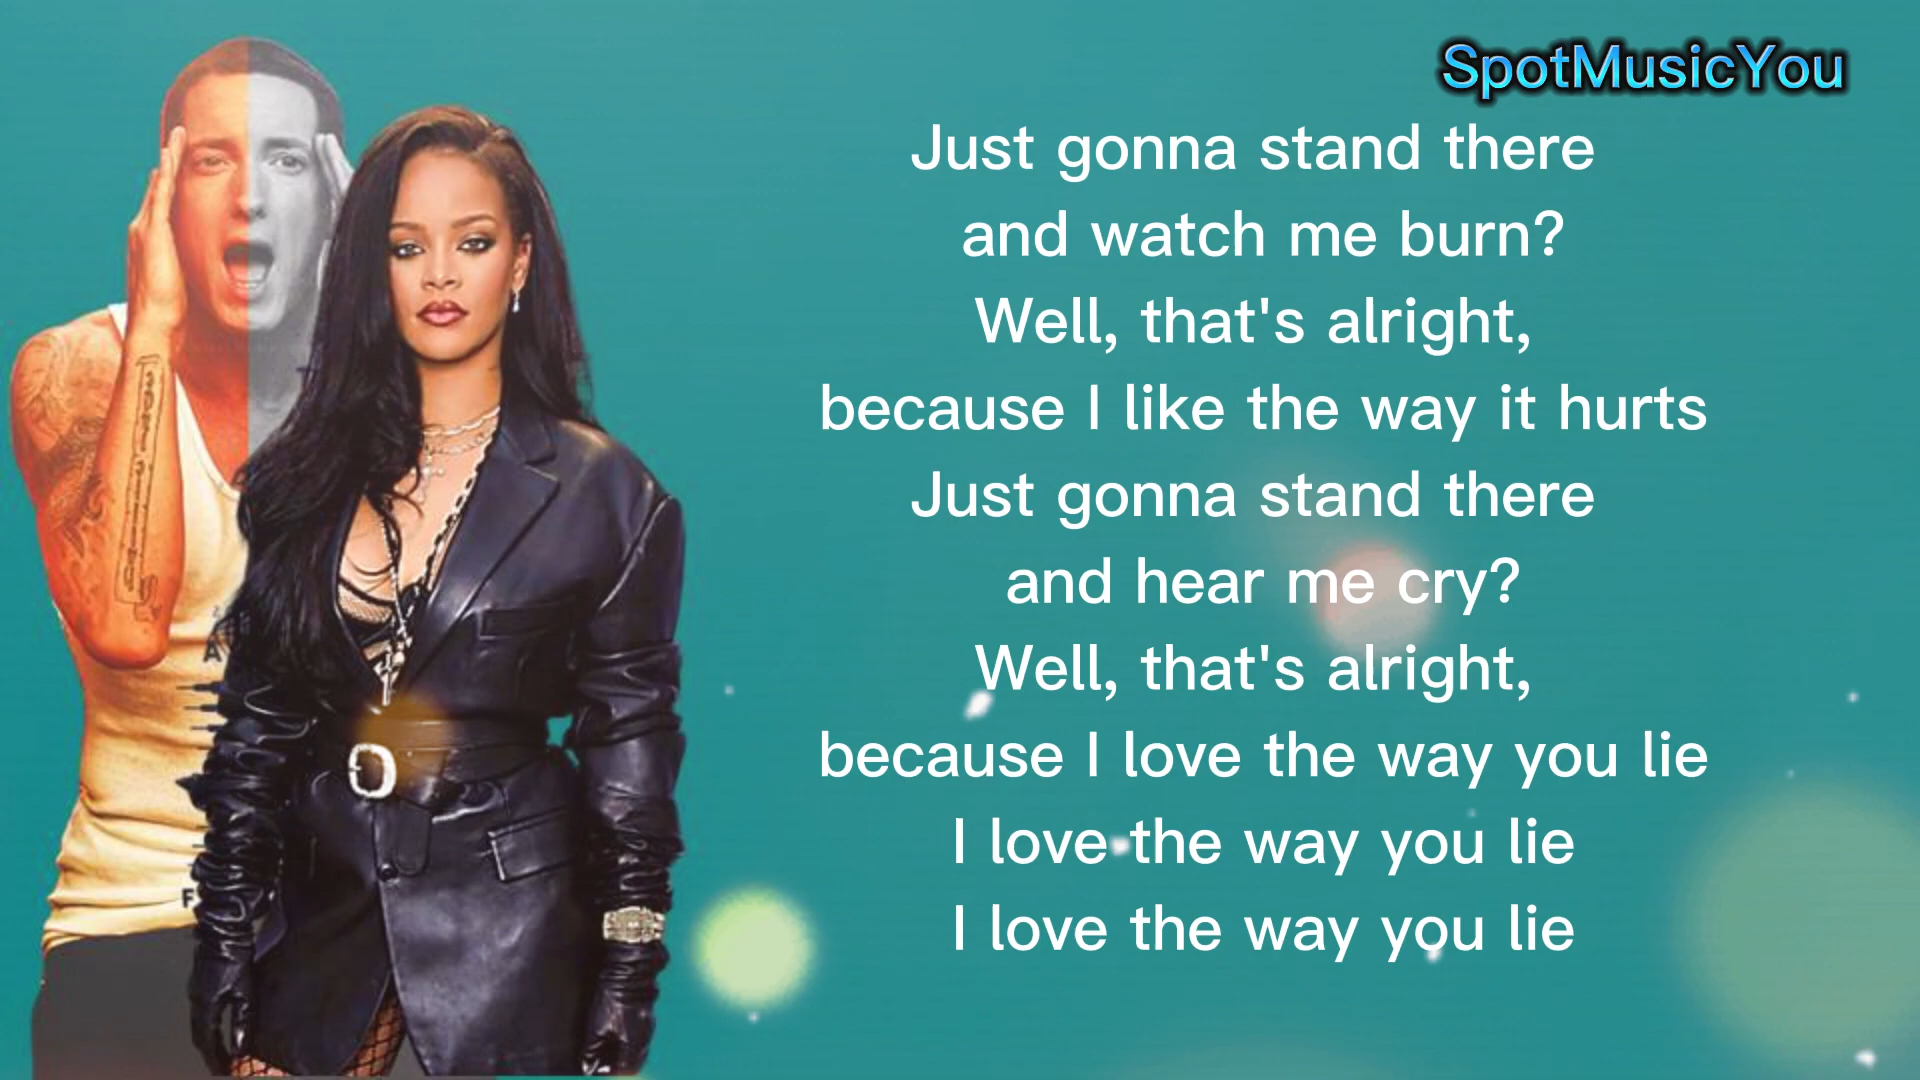 SpotMusicYou
Just gonna stand there
and watch me burn?
Well, that's alright,
because I like the way it hurts
Just gonna stand there
and hear me cry?
Well, that's alright,
because I love the way you lie
I love the way you lie
I love the way you lie
A
F